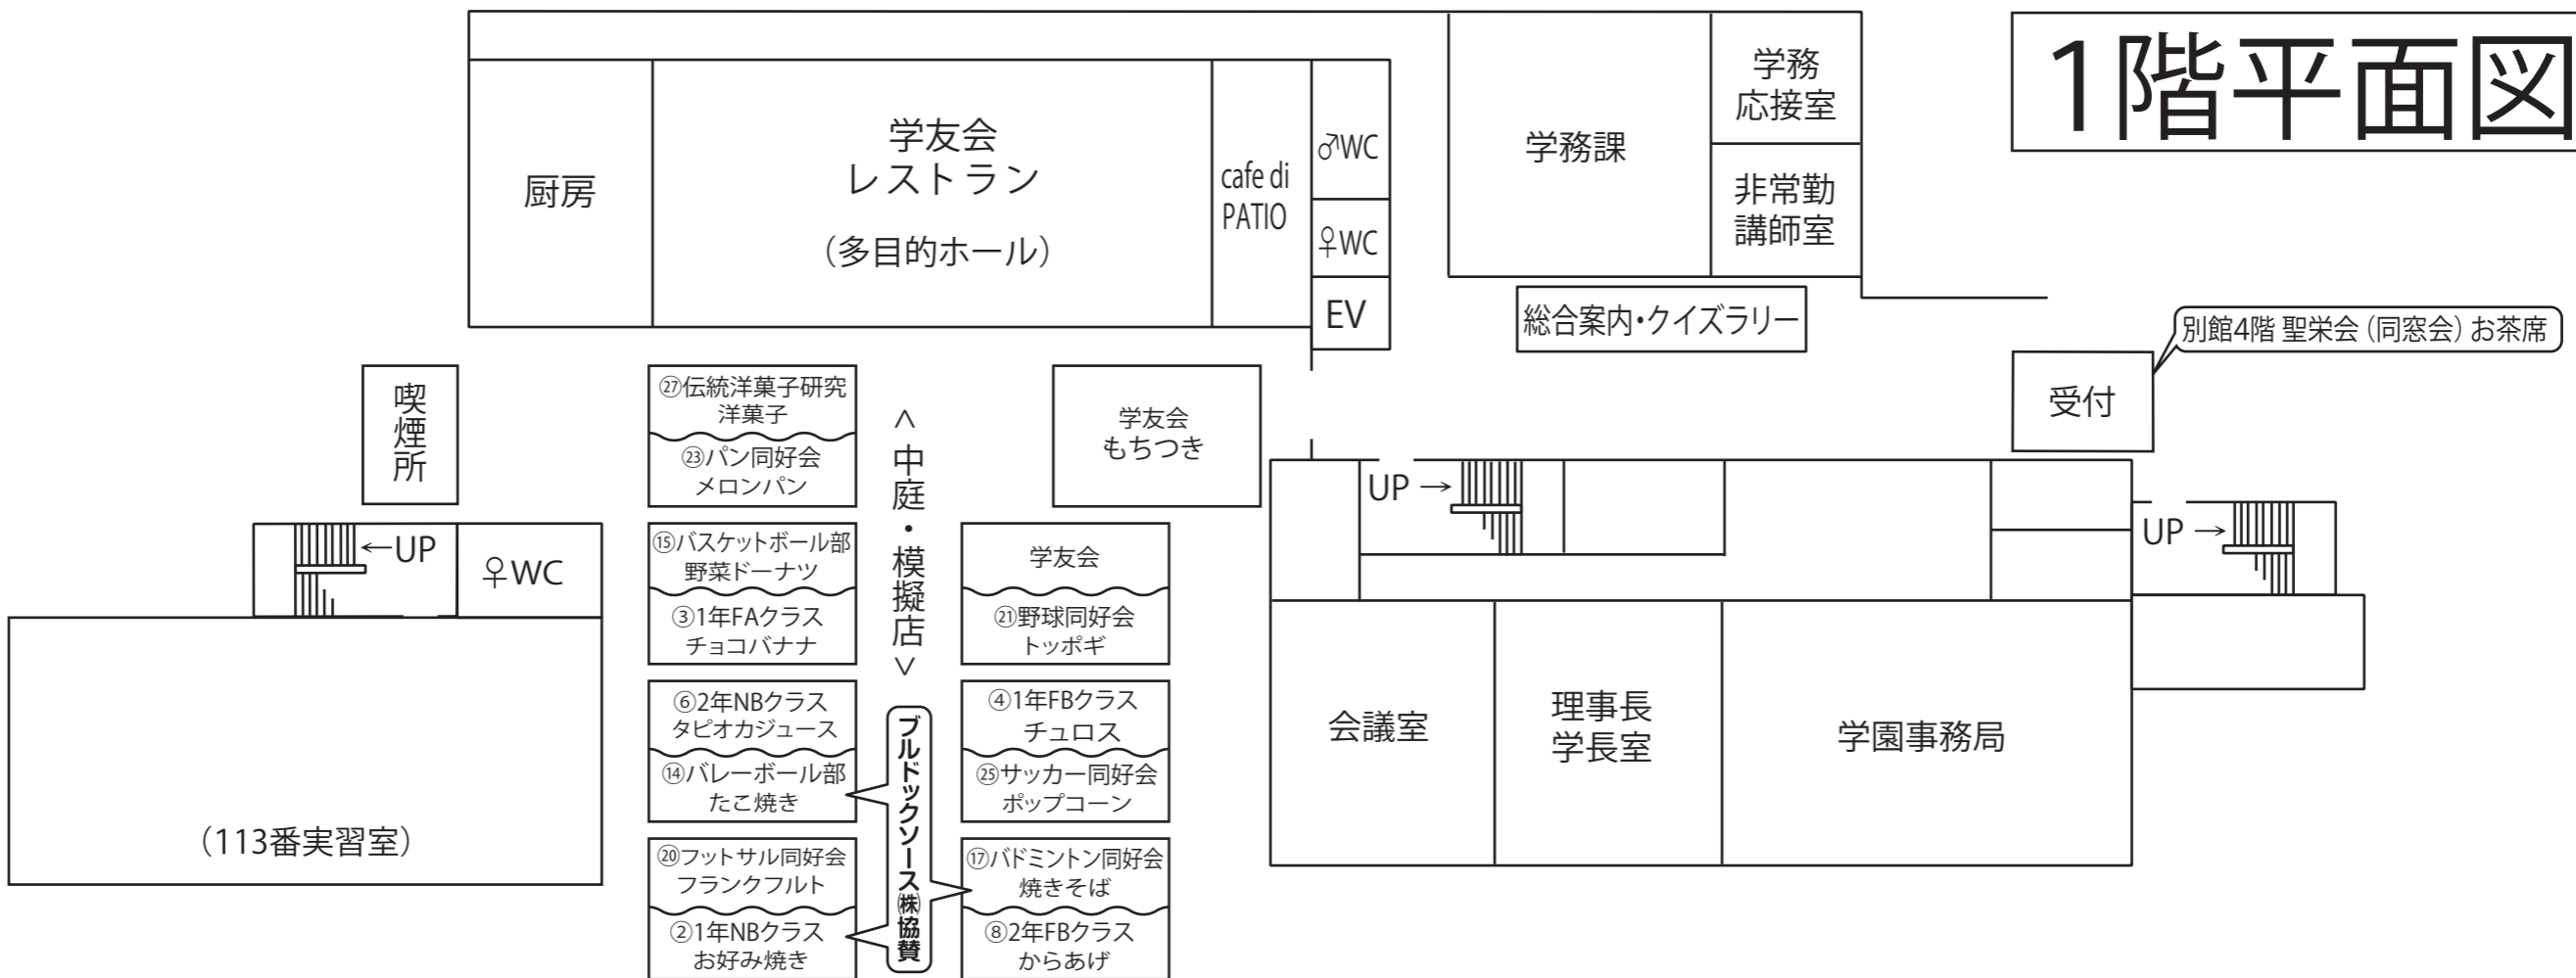 1階平面図
厨房
学友会
レストラン
（多目的ホール）
cafe di
PATIO
♂WC
♀WC
EV
学務課
学務
応接室
非常勤
講師室
総合案内・クイズラリー
別館4階 聖栄会（同窓会）お茶席
受付
喫煙所
㉗伝統洋菓子研究
洋菓子
㉓パン同好会
メロンパン
＜中庭・模擬店＞
学友会
もちつき
←UP
♀WC
（113番実習室）
⑮バスケットボール部
野菜ドーナツ
③1年FAクラス
チョコバナナ
学友会
㉑野球同好会
トッポギ
⑥2年NBクラス
タピオカジュース
⑭バレーボール部
たこ焼き
ブルドックソース㈱協賛
④1年FBクラス
チュロス
㉕サッカー同好会
ポップコーン
⑳フットサル同好会
フランクフルト
②1年NBクラス
お好み焼き
⑰バドミントン同好会
焼きそば
⑧2年FBクラス
からあげ
UP→
UP→
会議室
理事長
学長室
学園事務局